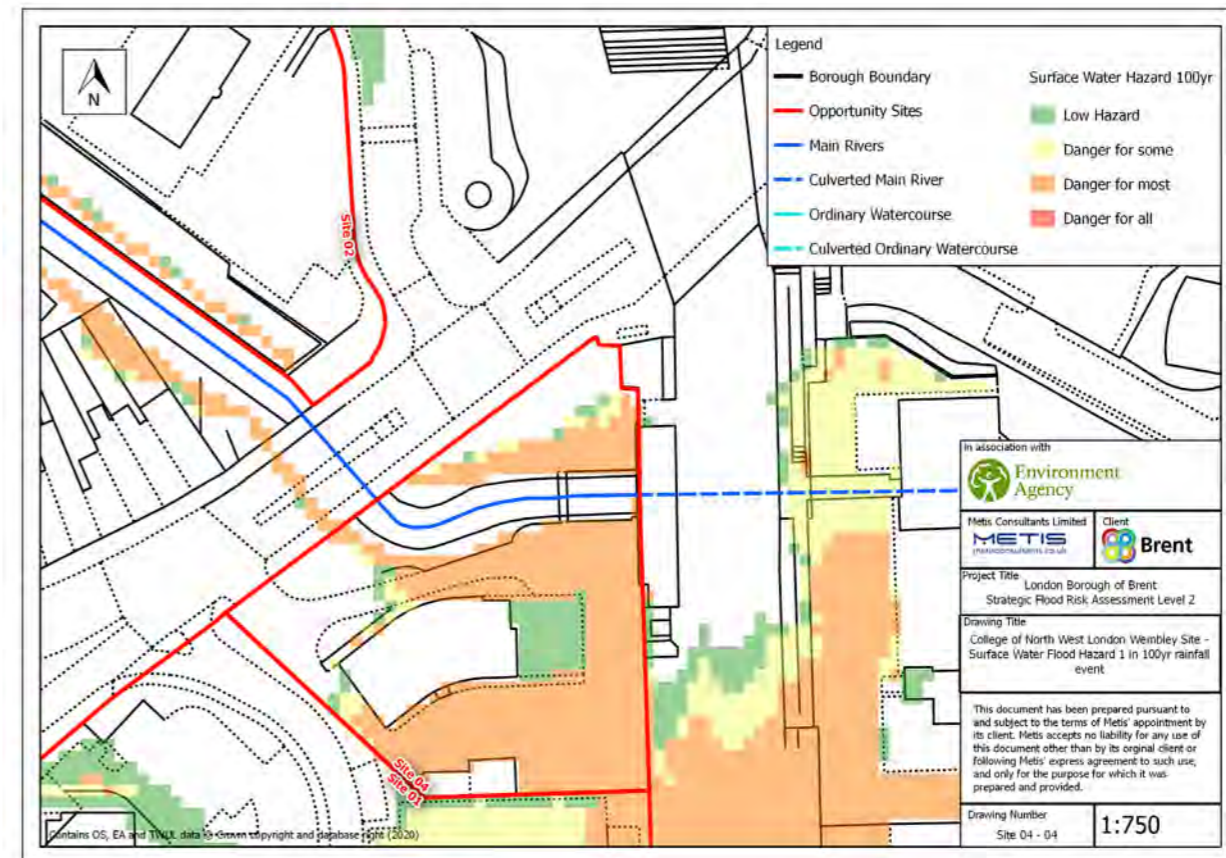 N
Legend
Borough Boundary
Opportunity Sites
Main Rivers
Culverted Main River
Ordinary Watercourse
Culverted Ordinary Watercourse
Surface Water Hazard 100yr
Low Hazard
Danger for some
Danger for most
Danger for all
Site 02
Site 04
Site 01
In association with
Environment
Agency
Metis Consultants Limited
METIS
metisconsultants.co.uk
Client
Brent
Project Title
London Borough of Brent
Strategic Flood Risk Assessment Level 2
Drawing Title
College of North West London Wembley Site -
Surface Water Flood Hazard 1 in 100yr rainfall
event
This document has been prepared pursuant to
and subject to the terms of Metis' appointment by
its client. Metis accepts no liability for any use of
this document other than by its orginal client or
following Metis' express agreement to such use,
and only for the purpose for which it was
prepared and provided.
Drawing Number
Site 04 - 04
1:750
Contains OS, EA and TWUL data © Crown copyright and database right (2020)